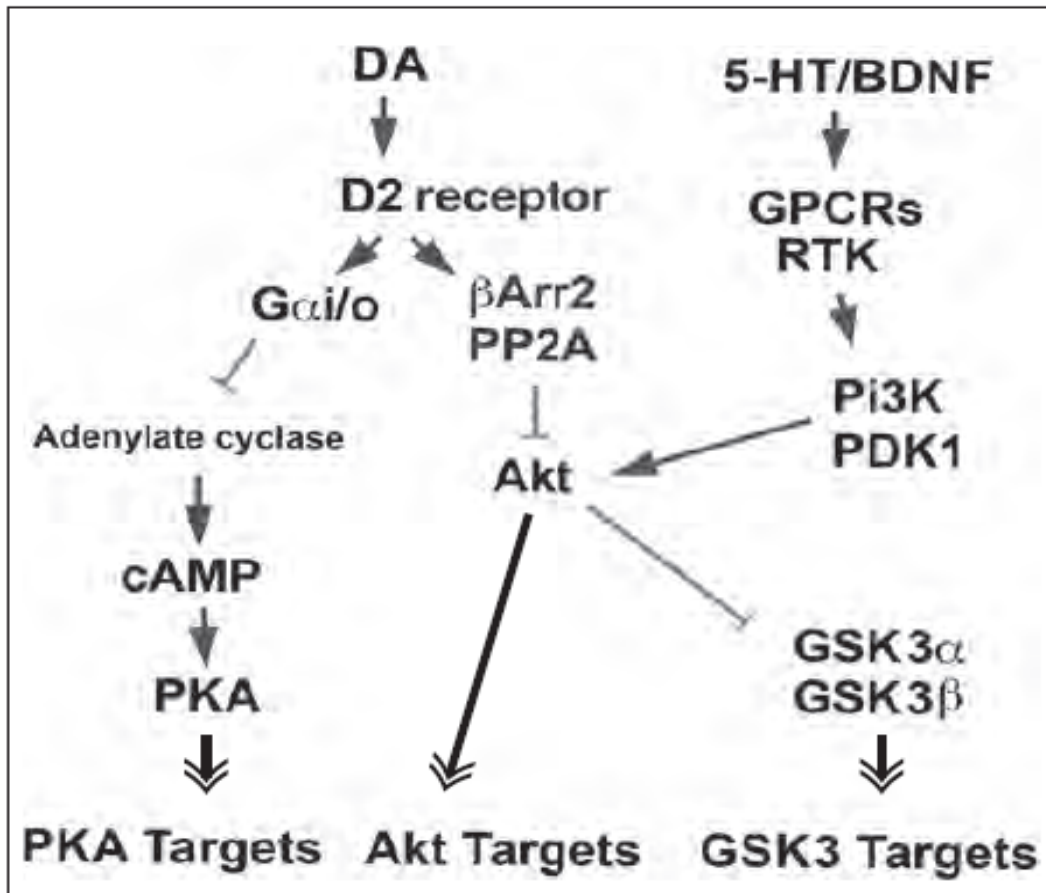 DA
5-HT/BDNF
D2 receptor
GPCRs
RTK
Gαi/o
βArr2
PP2A
Pi3K
PDK1
Adenylate cyclase
Akt
cAMP
GSK3α
GSK3β
PKA
PKA Targets
Akt Targets
GSK3 Targets